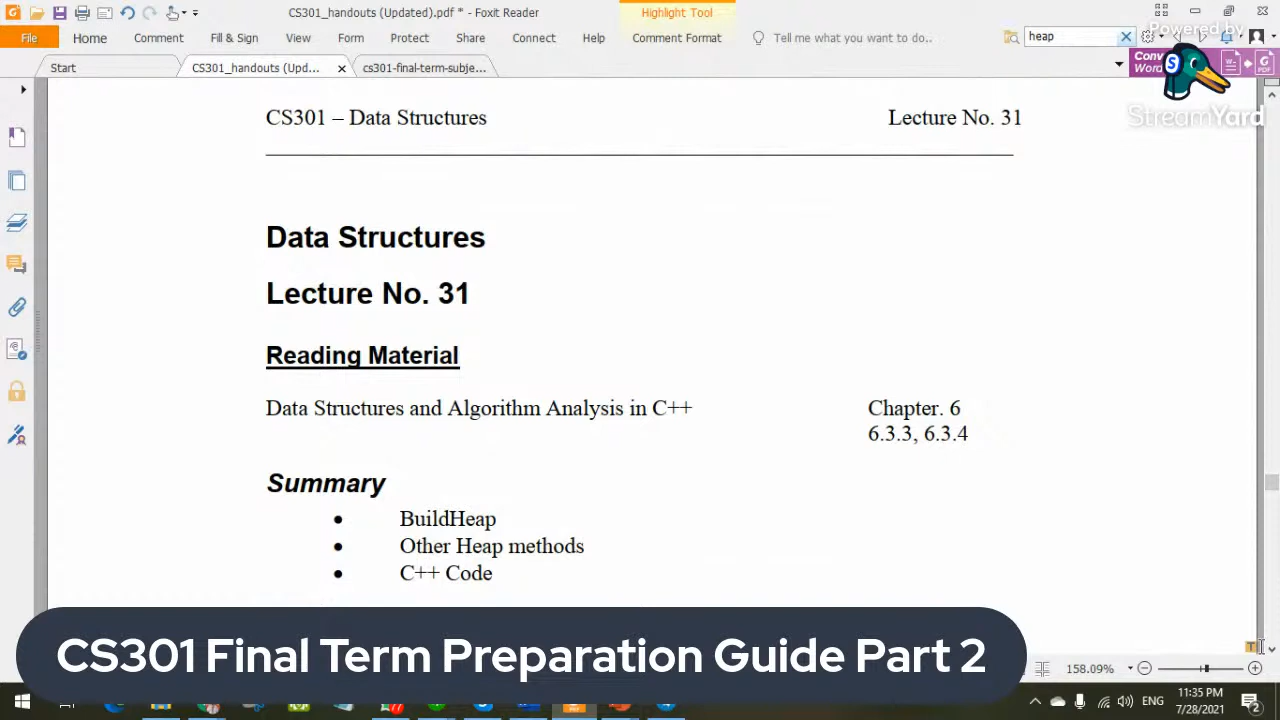 CS301_handouts (Updated).pdf * - Foxit Reader
Highlight Tool
File
Home
Comment
Fill & Sign
View
Form
Protect
Share
Connect
Help
Comment Format
Tell me what you want to do..
heap
Powered by
Start
CS301_handouts (Upd...
cs301-final-term-subje...
StreamYard
CS301 – Data Structures
Lecture No. 31
Data Structures
Lecture No. 31
Reading Material
Data Structures and Algorithm Analysis in C++
Chapter. 6
6.3.3, 6.3.4
Summary
• BuildHeap
• Other Heap methods
• C++ Code
CS301 Final Term Preparation Guide Part 2
158.09%
ENG
11:35 PM
7/28/2021
2